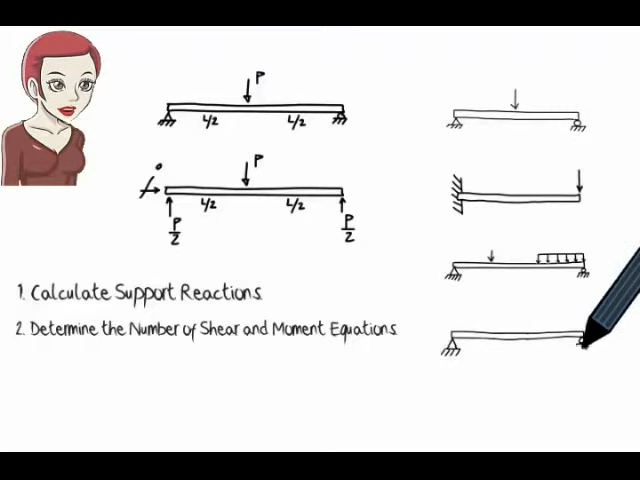 P
L/2 L/2
o
P
L/2 L/2
P/2 P/2
1. Calculate Support Reactions
2. Determine the Number of Shear and Moment Equations